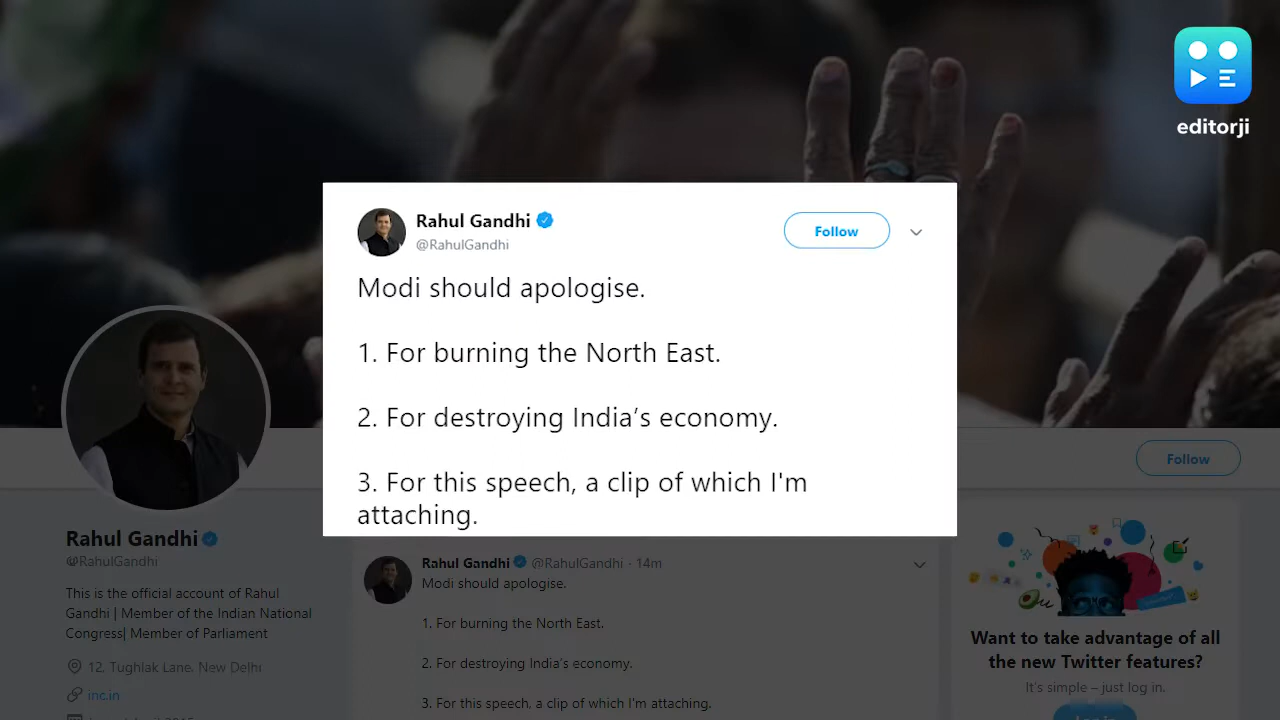 editorji
Rahul Gandhi
@RahulGandhi
Follow
Modi should apologise.
1. For burning the North East.
2. For destroying India's economy.
3. For this speech, a clip of which I'm
attaching.
Follow
Rahul Gandhi
@RahulGandhi
This is the official account of Rahul
Gandhi | Member of the Indian National
Congress| Member of Parliament
12, Tughlak Lane, New Delhi
inc.in
Rahul Gandhi @RahulGandhi · 14m
Modi should apologise.
1. For burning the North East.
2. For destroying India's economy.
3. For this speech, a clip of which I'm attaching.
Want to take advantage of all
the new Twitter features?
It's simple – just log in.